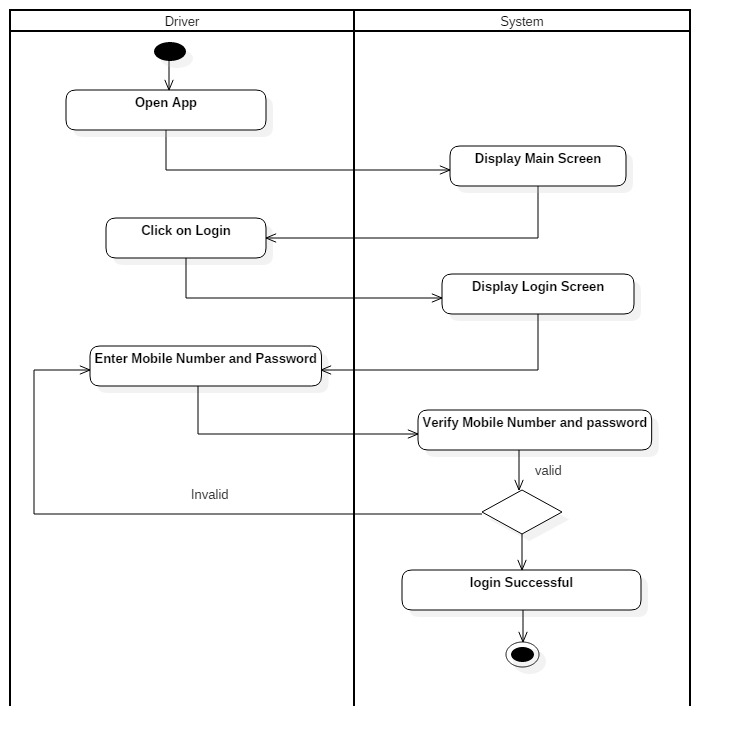 Driver
System
Open App
Display Main Screen
Click on Login
Display Login Screen
Enter Mobile Number and Password
Verify Mobile Number and password
valid
Invalid
login Successful